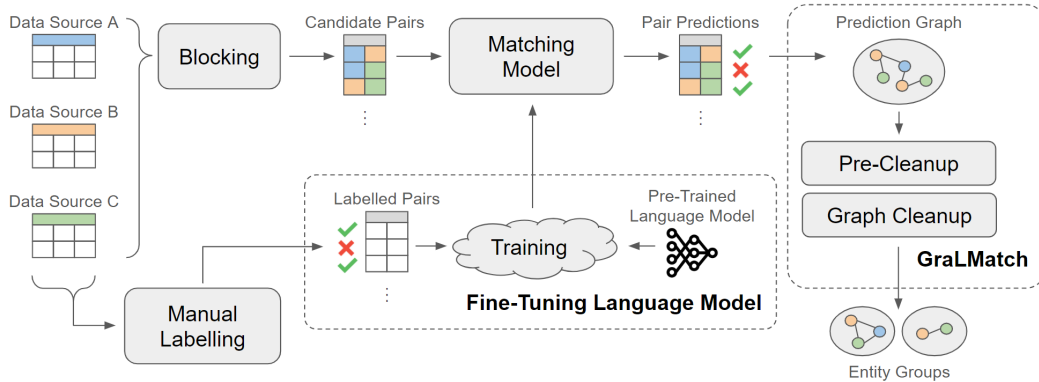 Data Source A
Data Source B
Data Source C
Blocking
Candidate Pairs
Matching
Model
Pair Predictions
Prediction Graph
Pre-Cleanup
Graph Cleanup
GraLMatch
Labelled Pairs
Training
Pre-Trained
Language Model
Fine-Tuning Language Model
Manual
Labelling
Entity Groups